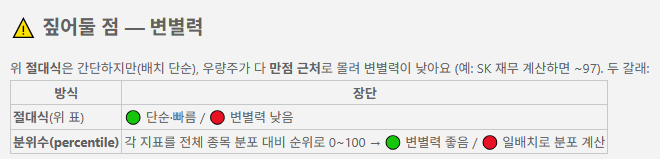 ⚠️ 짚어둘 점 — 변별력
위 절대식은 간단하지만(배치 단순), 우량주가 다 만점 근처로 몰려 변별력이 낮아요 (예: SK 재무 계산하면 ~97). 두 갈래:
방식 장단
절대식(위 표) 🟢 단순·빠름 / 🔴 변별력 낮음
분위수(percentile) 각 지표를 전체 종목 분포 대비 순위로 0~100 → 🟢 변별력 좋음 / 🔴 일배치로 분포 계산